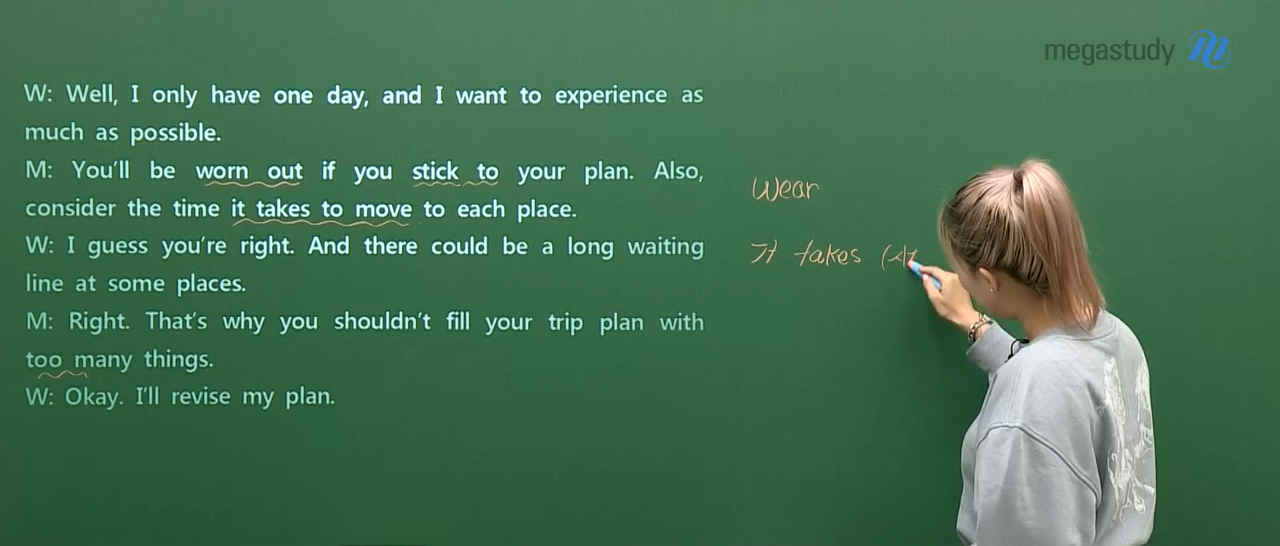 megastudy
W: Well, I only have one day, and I want to experience as
much as possible.
M: You'll be worn out if you stick to your plan. Also,
consider the time it takes to move to each place.
W: I guess you're right. And there could be a long waiting
line at some places.
M: Right. That's why you shouldn't fill your trip plan with
too many things.
W: Okay. I'll revise my plan.
wear
It takes (